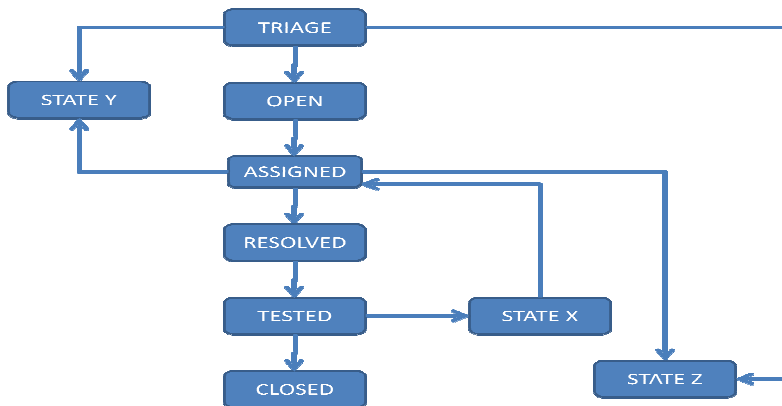 TRIAGE
STATE Y
OPEN
ASSIGNED
RESOLVED
TESTED
STATE X
STATE Z
CLOSED